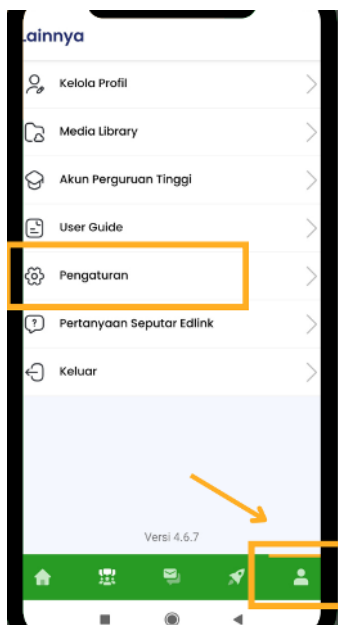 Lainnya
Kelola Profil
Media Library
Akun Perguruan Tinggi
User Guide
Pengaturan
Pertanyaan Seputar Edlink
Keluar
Versi 4.6.7